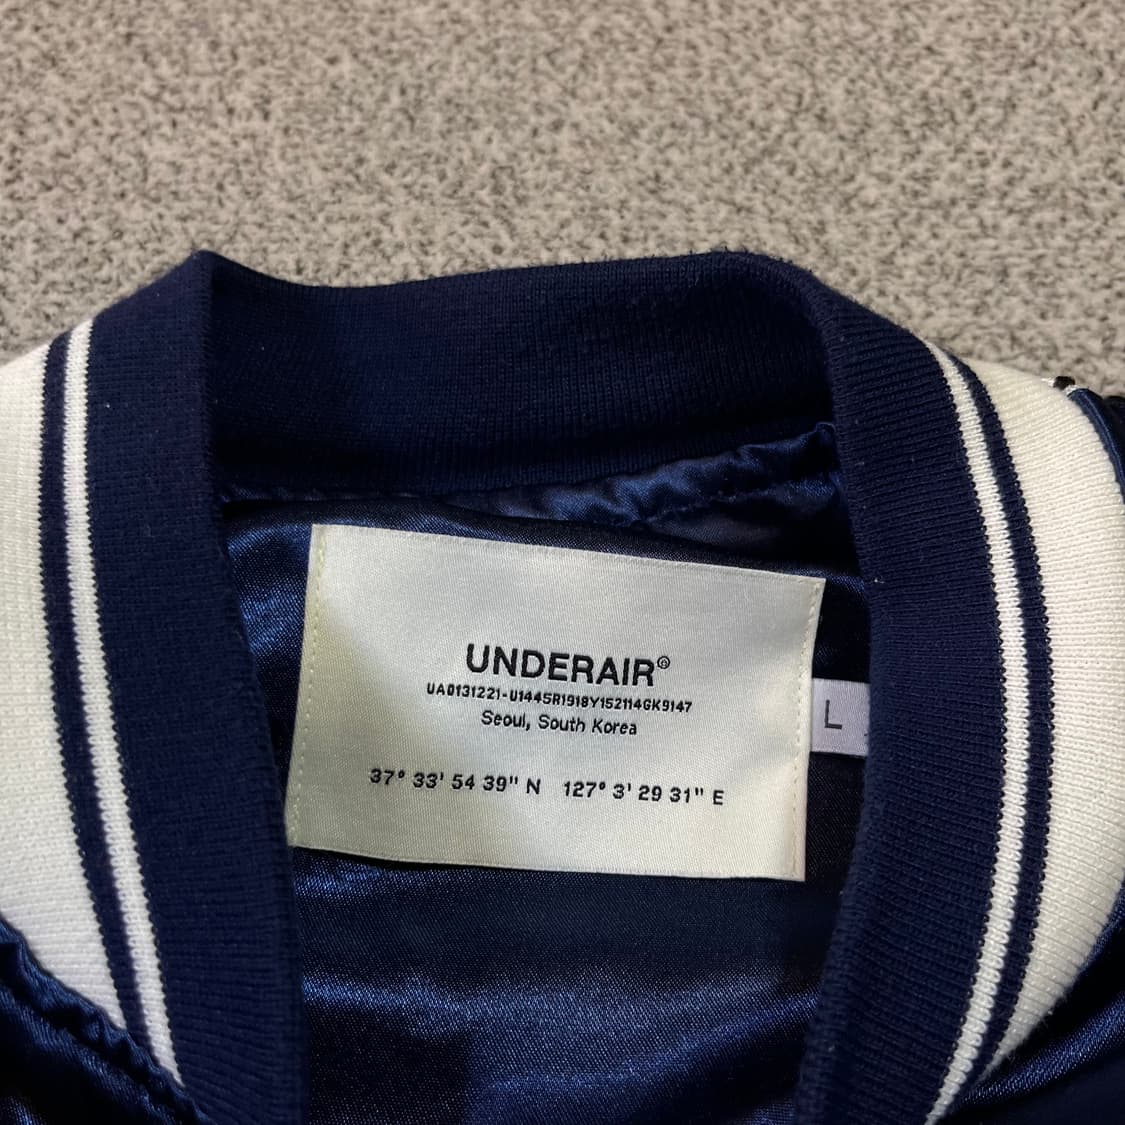 UNDERAIR®
UA0131221-U1445R1918Y152114GK9147
Seoul, South Korea
37° 33' 54 39" N 127° 3' 29 31" E
L